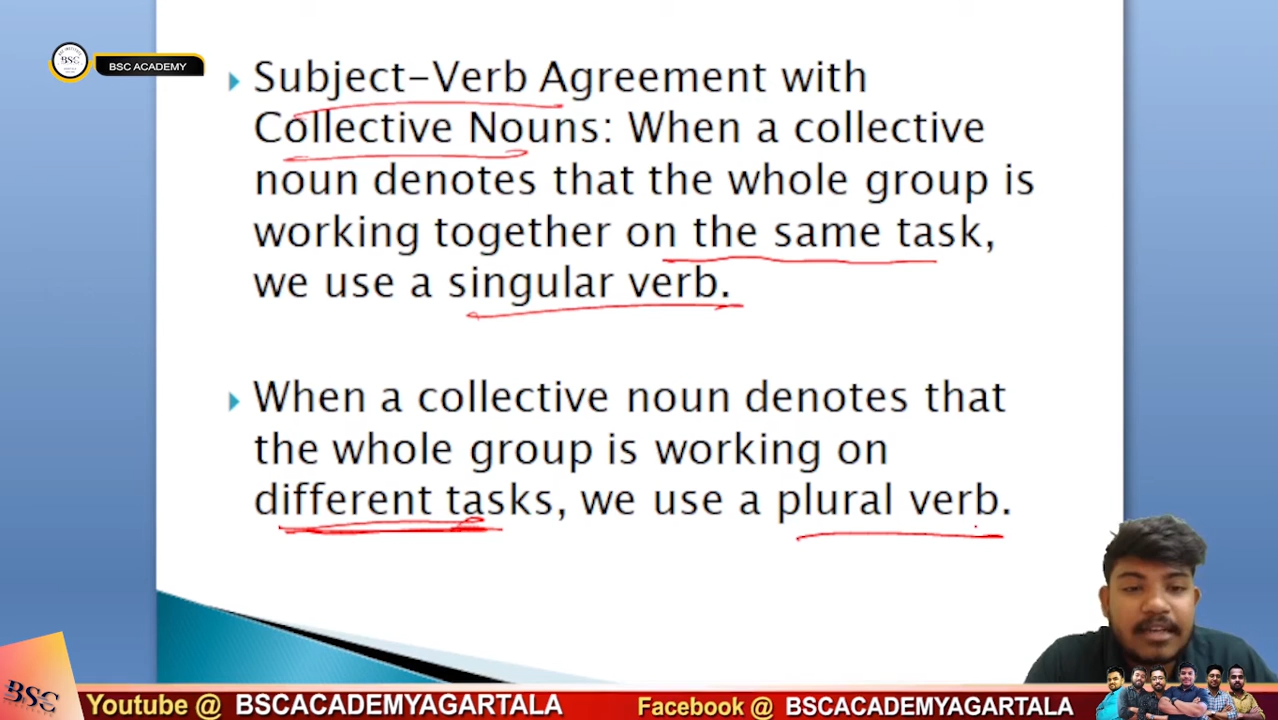 BSC ACADEMY
Subject-Verb Agreement with
Collective Nouns: When a collective
noun denotes that the whole group is
working together on the same task,
we use a singular verb.
When a collective noun denotes that
the whole group is working on
different tasks, we use a plural verb.
BSC
Youtube @ BSCACADEMYAGARTALA
Facebook @ BSCACADEMYAGARTALA